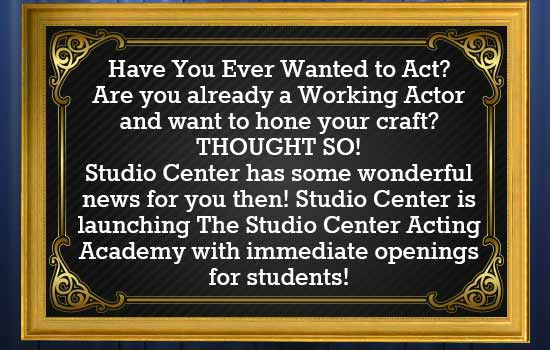 Have You Ever Wanted to Act?
Are you already a Working Actor
and want to hone your craft?
THOUGHT SO!
Studio Center has some wonderful
news for you then! Studio Center is
launching The Studio Center Acting
Academy with immediate openings
for students!